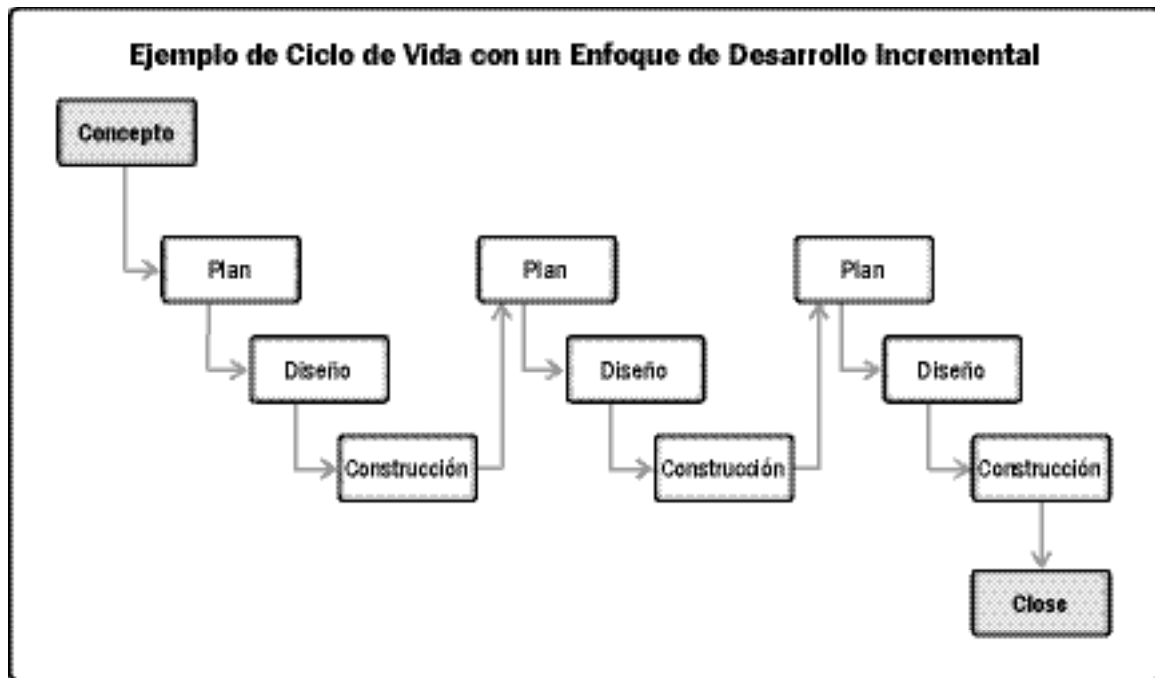 Ejemplo de Ciclo de Vida con un Enfoque de Desarrollo Incremental
Concepto
Plan
Plan
Plan
Diseño
Diseño
Diseño
Construcción
Construcción
Construcción
Close